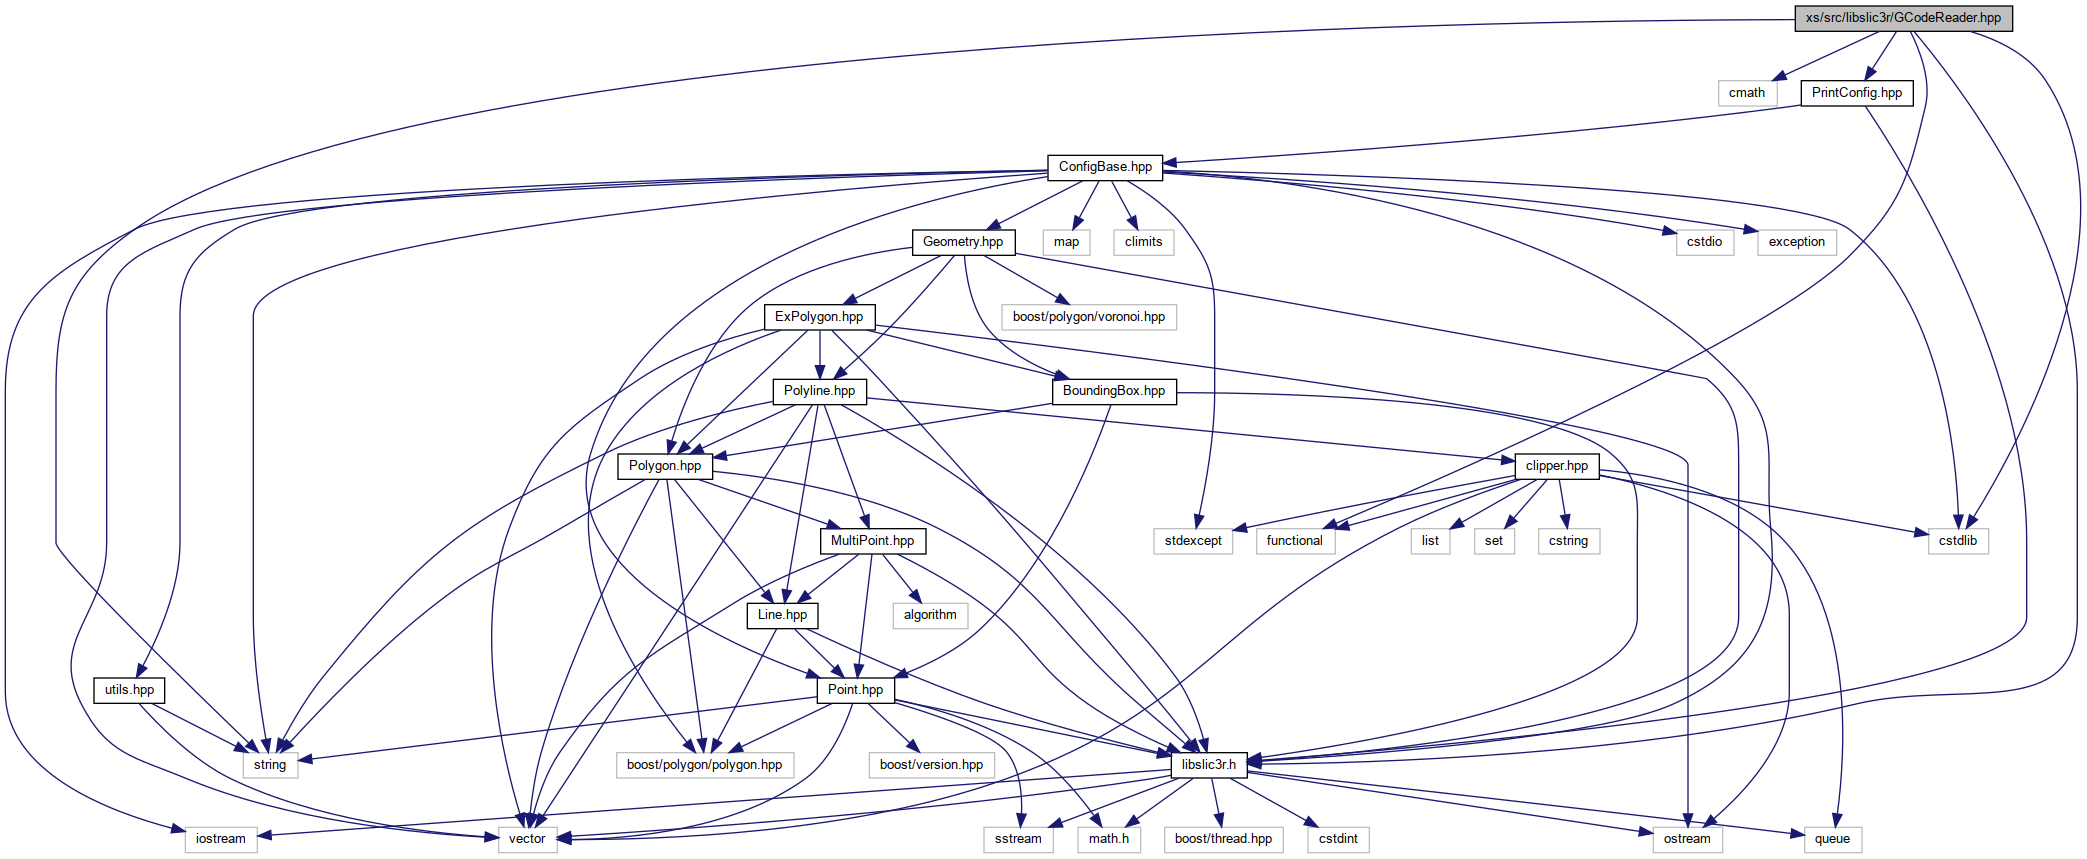 xs/src/libslic3r/GCodeReader.hpp
cmath
PrintConfig.hpp
ConfigBase.hpp
Geometry.hpp
map
climits
cstdio
exception
ExPolygon.hpp
boost/polygon/voronoi.hpp
Polyline.hpp
BoundingBox.hpp
Polygon.hpp
clipper.hpp
MultiPoint.hpp
stdexcept
functional
list
set
cstring
cstdlib
Line.hpp
algorithm
utils.hpp
Point.hpp
string
boost/polygon/polygon.hpp
boost/version.hpp
libslic3r.h
iostream
vector
sstream
math.h
boost/thread.hpp
cstdint
ostream
queue